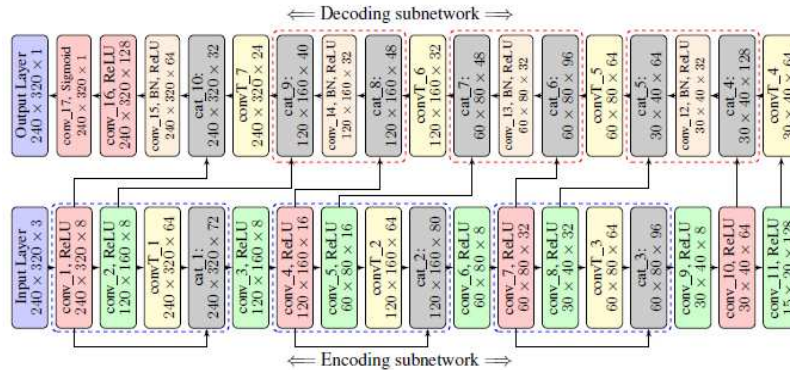 ⟸ Decoding subnetwork ⟹
Output Layer
240 × 320 × 1
conv_17, Sigmoid
240 × 320 × 1
conv_16, ReLU
240 × 320 × 128
conv_15, BN, ReLU
240 × 320 × 64
cat_10:
240 × 320 × 32
convT_7
240 × 320 × 24
cat_9:
120 × 160 × 40
conv_14, BN, ReLU
120 × 160 × 32
cat_8:
120 × 160 × 48
convT_6
120 × 160 × 32
cat_7:
60 × 80 × 48
conv_13, BN, ReLU
60 × 80 × 32
cat_6:
60 × 80 × 96
convT_5
60 × 80 × 64
cat_5:
30 × 40 × 64
conv_12, BN, ReLU
30 × 40 × 32
cat_4:
30 × 40 × 128
convT_4
30 × 40 × 64
Input Layer
240 × 320 × 3
conv_1, ReLU
240 × 320 × 8
conv_2, ReLU
120 × 160 × 8
convT_1
240 × 320 × 64
cat_1:
240 × 320 × 72
conv_3, ReLU
120 × 160 × 8
conv_4, ReLU
120 × 160 × 16
conv_5, ReLU
60 × 80 × 16
convT_2
120 × 160 × 64
cat_2:
120 × 160 × 80
conv_6, ReLU
60 × 80 × 8
conv_7, ReLU
60 × 80 × 32
conv_8, ReLU
30 × 40 × 32
convT_3
60 × 80 × 64
cat_3:
60 × 80 × 96
conv_9, ReLU
30 × 40 × 8
conv_10, ReLU
30 × 40 × 64
conv_11, ReLU
15 × 20 × 128
⟸ Encoding subnetwork ⟹